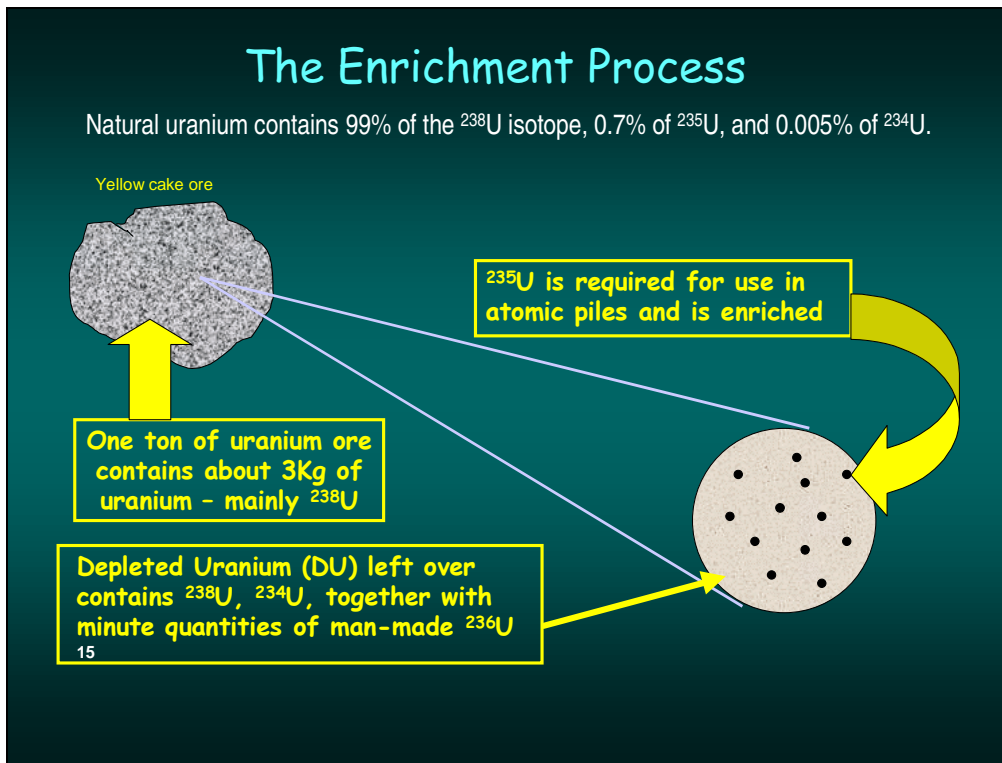 The Enrichment Process
Natural uranium contains 99% of the ²³⁸U isotope, 0.7% of ²³⁵U, and 0.005% of ²³⁴U.
Yellow cake ore
²³⁵U is required for use in
atomic piles and is enriched
One ton of uranium ore
contains about 3Kg of
uranium – mainly ²³⁸U
Depleted Uranium (DU) left over
contains ²³⁸U, ²³⁴U, together with
minute quantities of man-made ²³⁶U
15